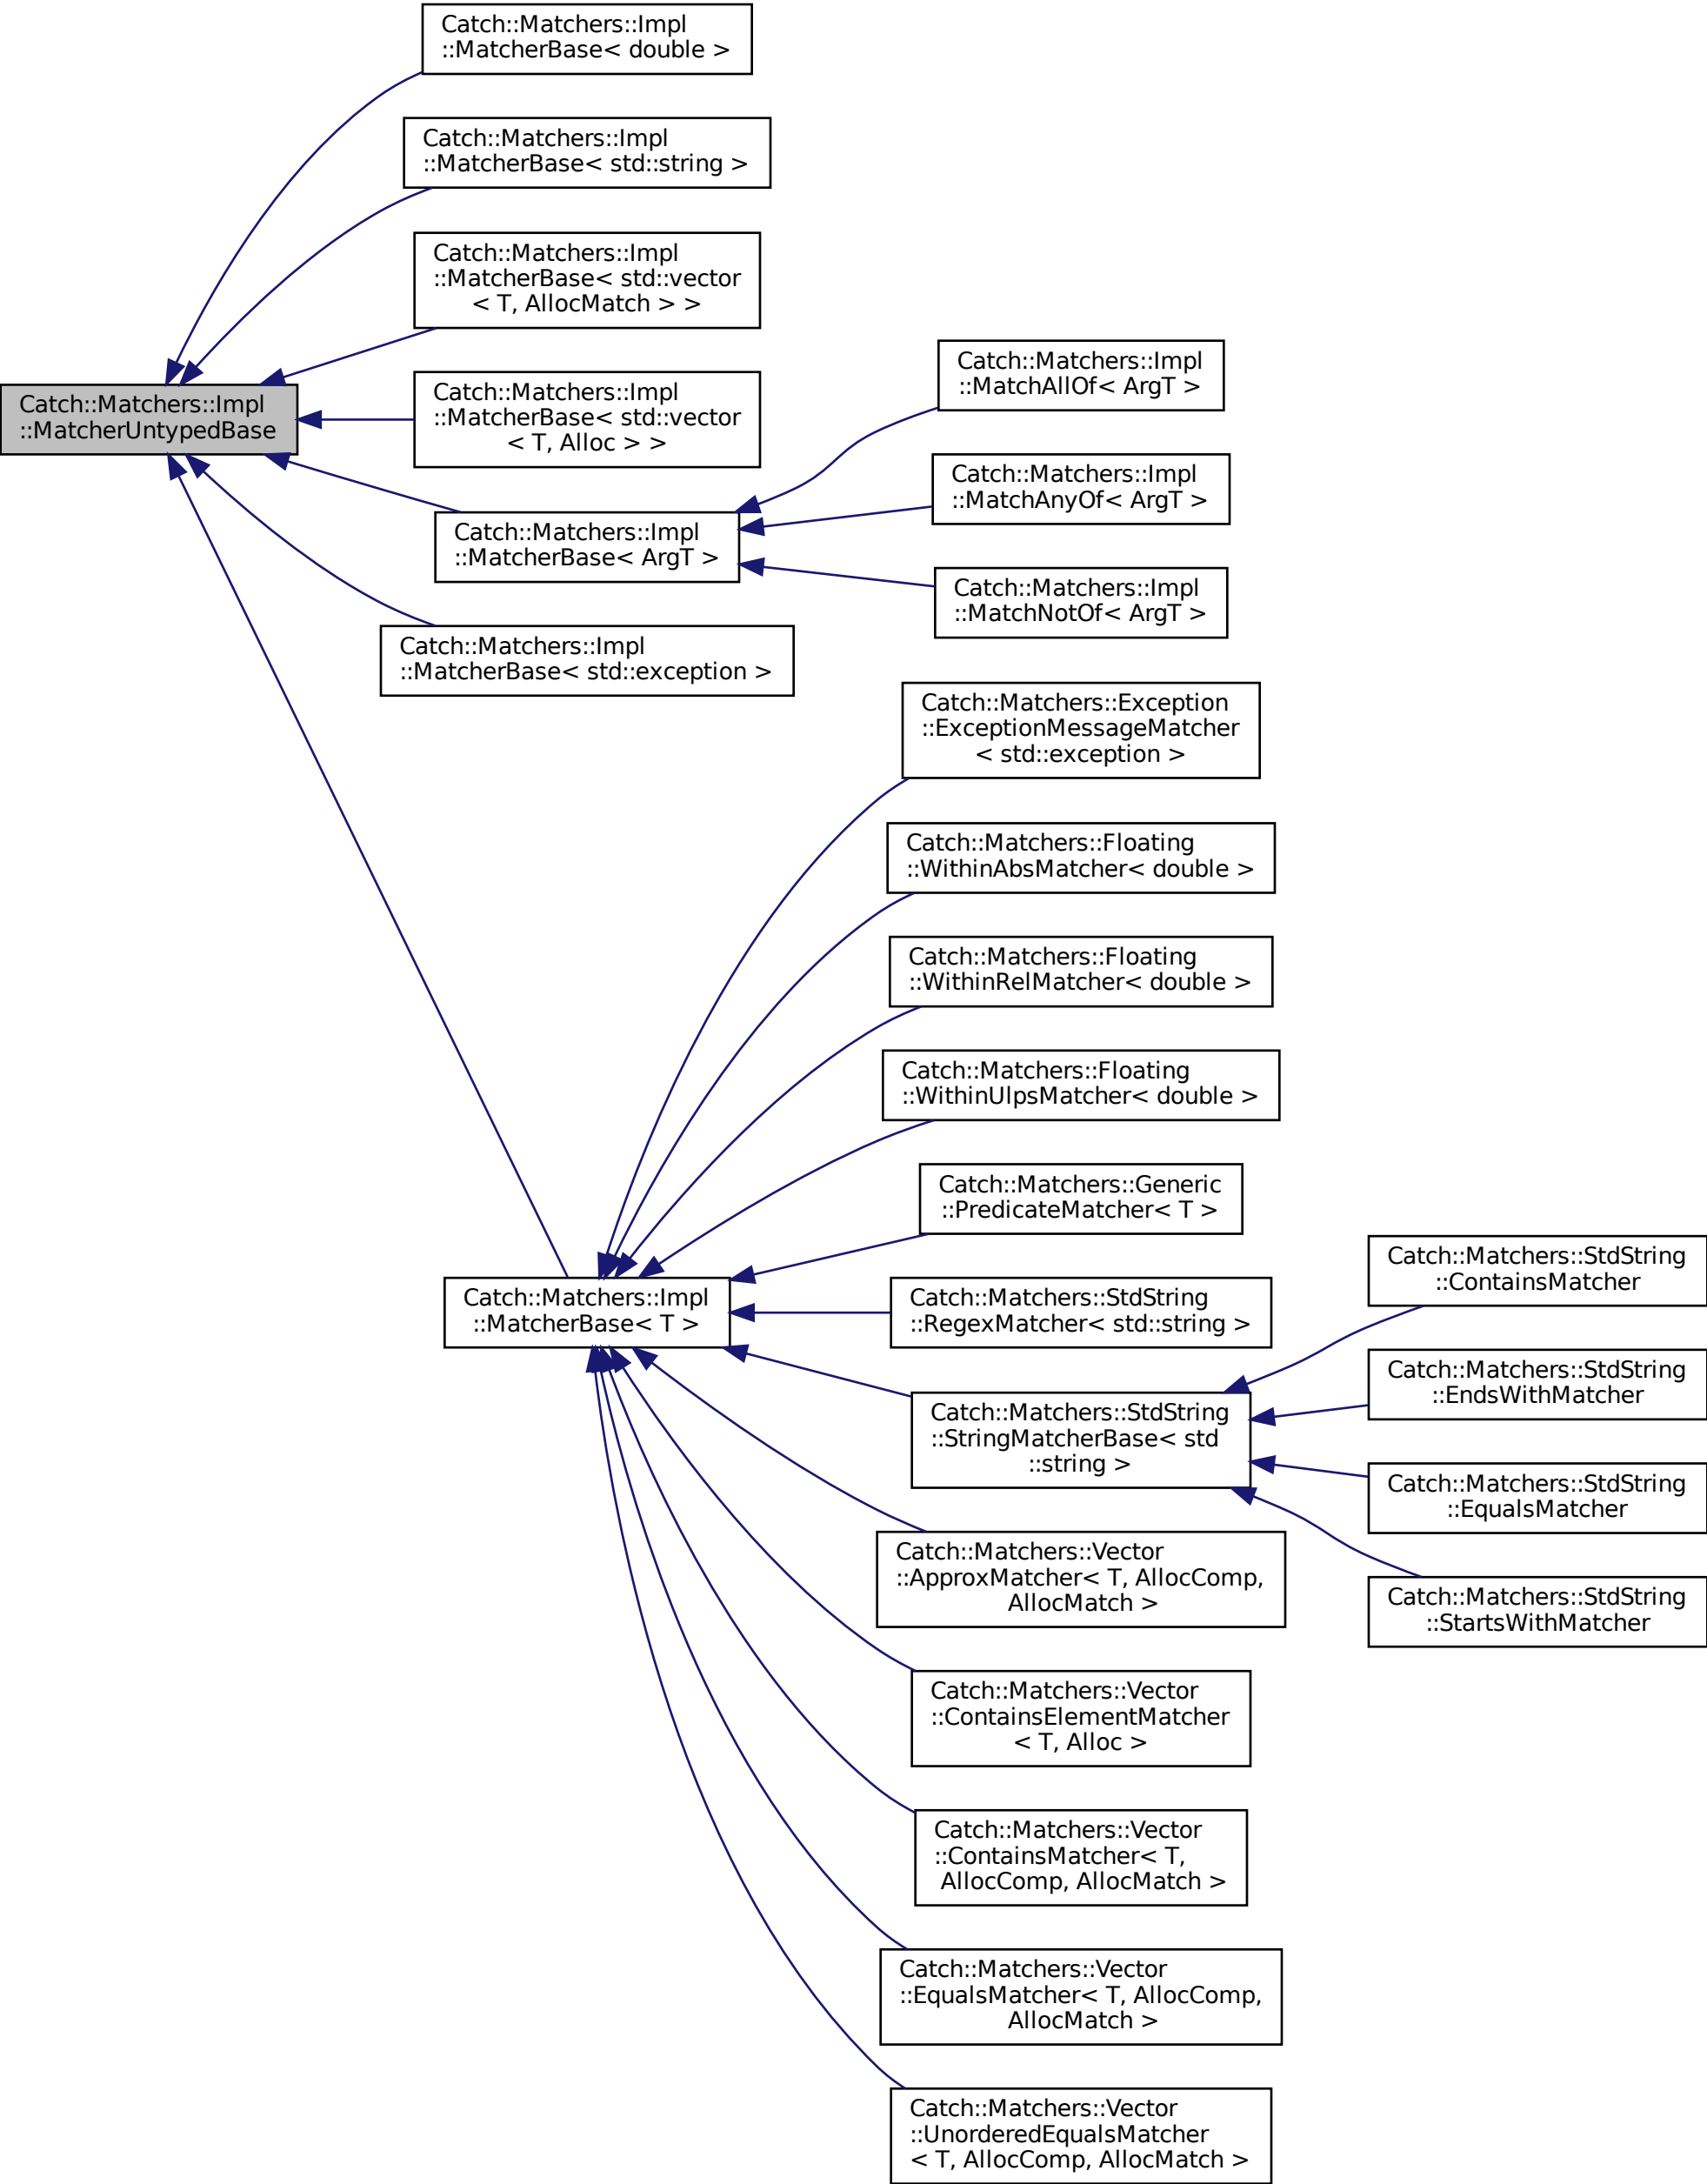 Catch::Matchers::Impl
::MatcherBase< double >
Catch::Matchers::Impl
::MatcherBase< std::string >
Catch::Matchers::Impl
::MatcherBase< std::vector
< T, AllocMatch > >
Catch::Matchers::Impl
::MatcherUntypedBase
Catch::Matchers::Impl
::MatcherBase< std::vector
< T, Alloc > >
Catch::Matchers::Impl
::MatchAllOf< ArgT >
Catch::Matchers::Impl
::MatchAnyOf< ArgT >
Catch::Matchers::Impl
::MatcherBase< ArgT >
Catch::Matchers::Impl
::MatchNotOf< ArgT >
Catch::Matchers::Impl
::MatcherBase< std::exception >
Catch::Matchers::Exception
::ExceptionMessageMatcher
< std::exception >
Catch::Matchers::Floating
::WithinAbsMatcher< double >
Catch::Matchers::Floating
::WithinRelMatcher< double >
Catch::Matchers::Floating
::WithinUlpsMatcher< double >
Catch::Matchers::Generic
::PredicateMatcher< T >
Catch::Matchers::Impl
::MatcherBase< T >
Catch::Matchers::StdString
::RegexMatcher< std::string >
Catch::Matchers::StdString
::StringMatcherBase< std
::string >
Catch::Matchers::StdString
::ContainsMatcher
Catch::Matchers::StdString
::EndsWithMatcher
Catch::Matchers::StdString
::EqualsMatcher
Catch::Matchers::StdString
::StartsWithMatcher
Catch::Matchers::Vector
::ApproxMatcher< T, AllocComp,
AllocMatch >
Catch::Matchers::Vector
::ContainsElementMatcher
< T, Alloc >
Catch::Matchers::Vector
::ContainsMatcher< T,
AllocComp, AllocMatch >
Catch::Matchers::Vector
::EqualsMatcher< T, AllocComp,
AllocMatch >
Catch::Matchers::Vector
::UnorderedEqualsMatcher
< T, AllocComp, AllocMatch >